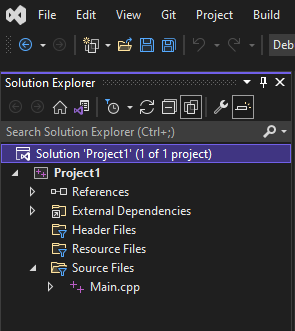 File Edit View Git Project Build
Deb
Solution Explorer
Search Solution Explorer (Ctrl+;)
Solution 'Project1' (1 of 1 project)
Project1
References
External Dependencies
Header Files
Resource Files
Source Files
Main.cpp